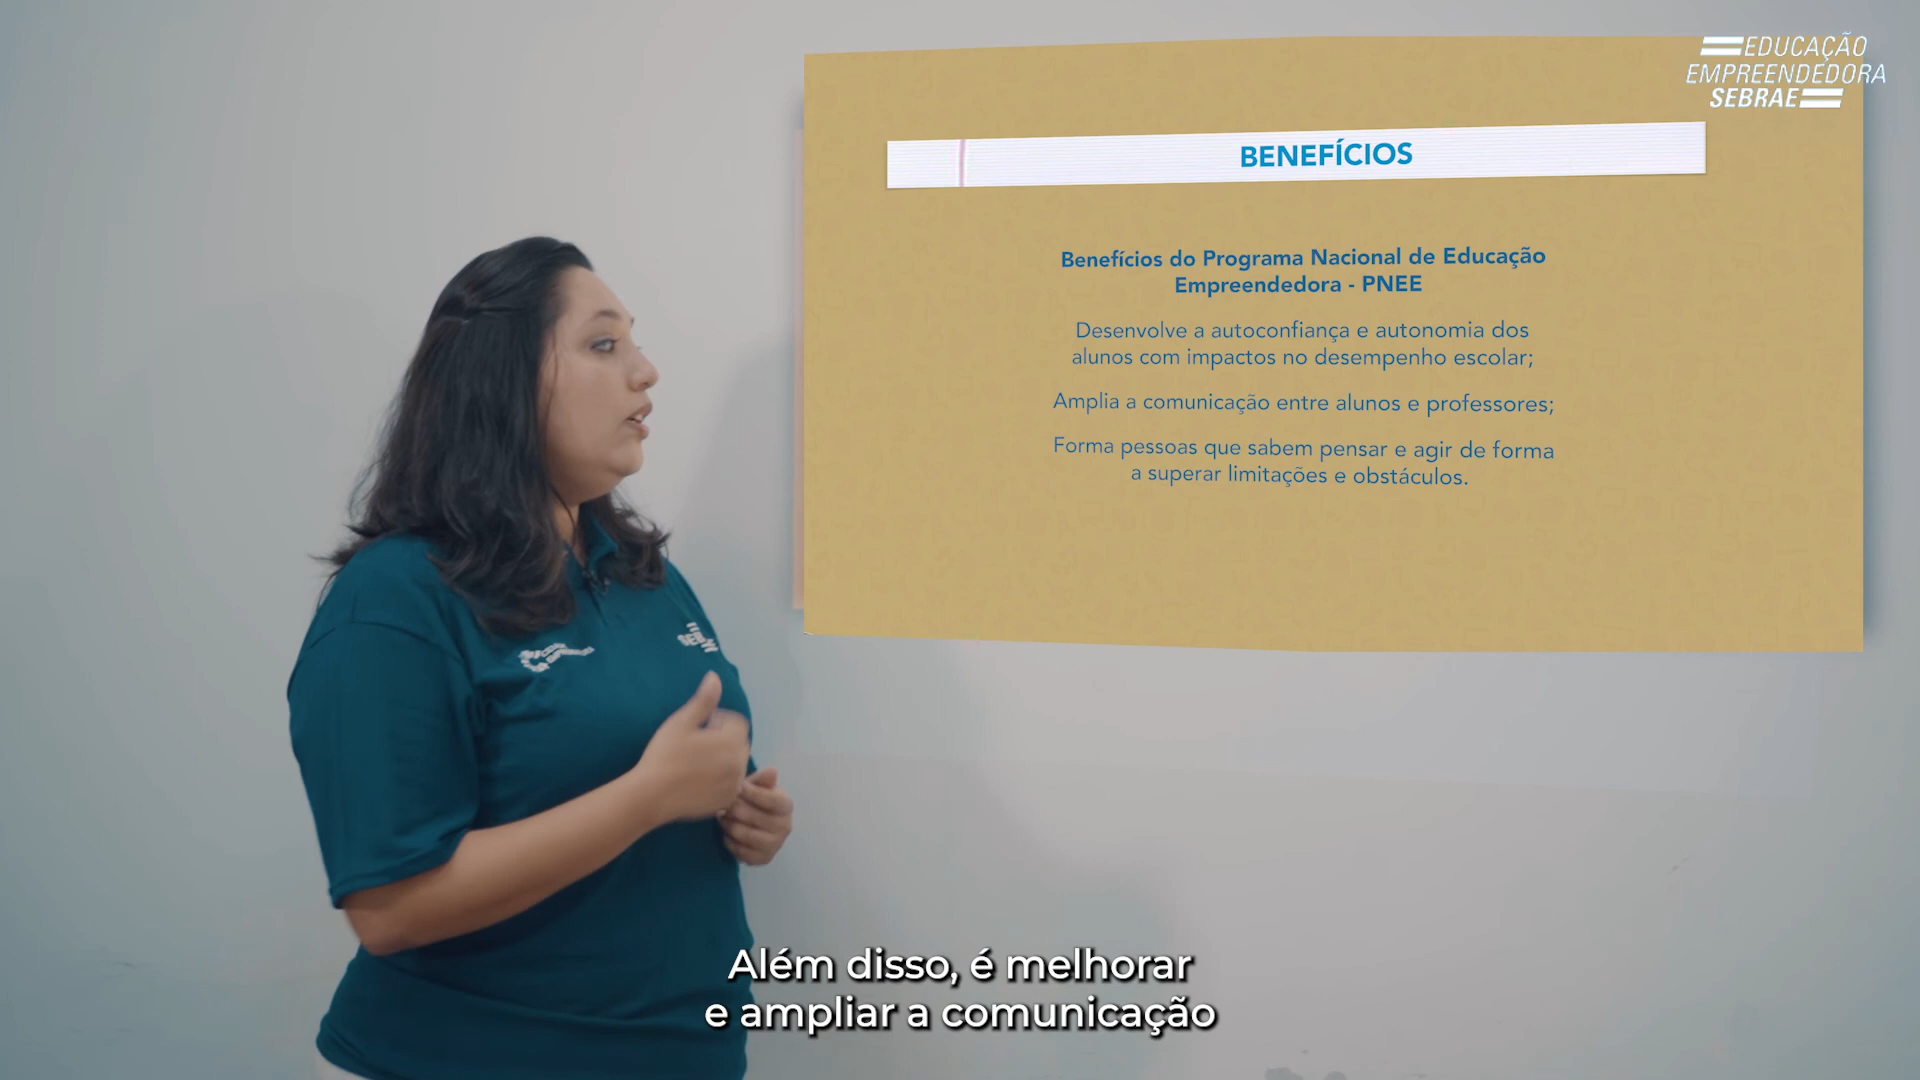 EDUCAÇÃO
EMPREENDEDORA
SEBRAE
BENEFÍCIOS
Benefícios do Programa Nacional de Educação
Empreendedora - PNEE
Desenvolve a autoconfiança e autonomia dos
alunos com impactos no desempenho escolar;
Amplia a comunicação entre alunos e professores;
Forma pessoas que sabem pensar e agir de forma
a superar limitações e obstáculos.
Além disso, é melhorar
e ampliar a comunicação